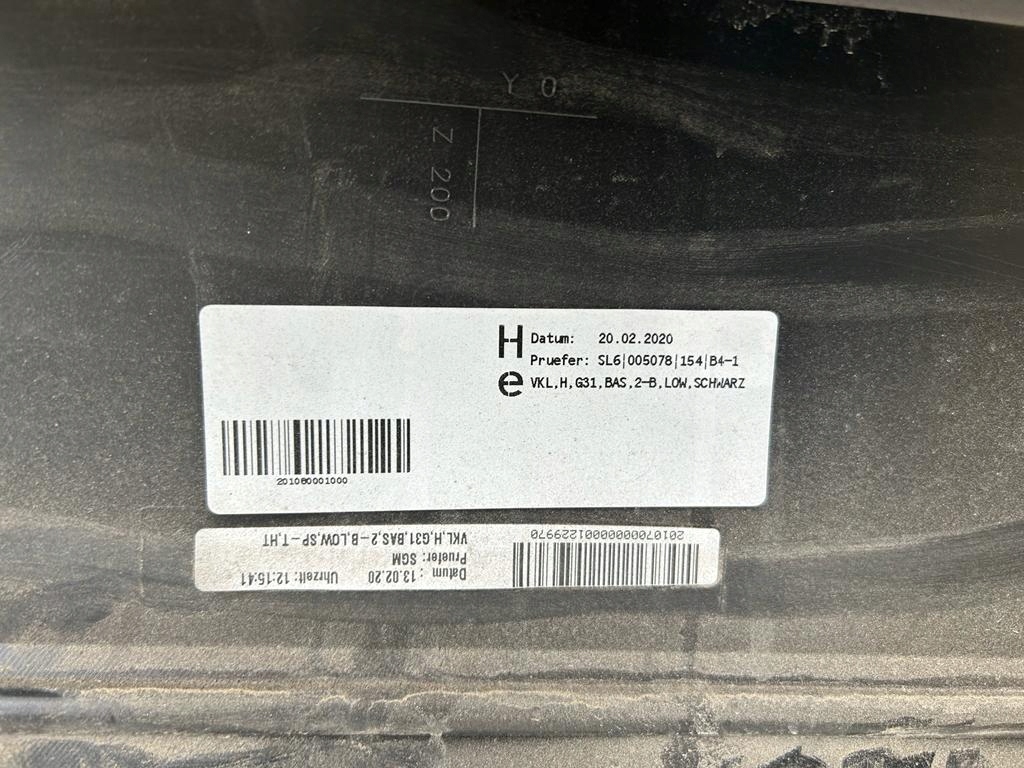 Y 0
Z 200
H Datum: 20.02.2020
Pruefer: SL6|005078|154|B4-1
e VKL,H,G31,BAS,2-B,LOW,SCHWARZ
201080001000
201070000000001229970
Datum : 13.02.20 Uhrzeit: 12:15:41
Pruefer: SGM
VKL,H,G31,BAS,2-B,LOW,SP-T,HT